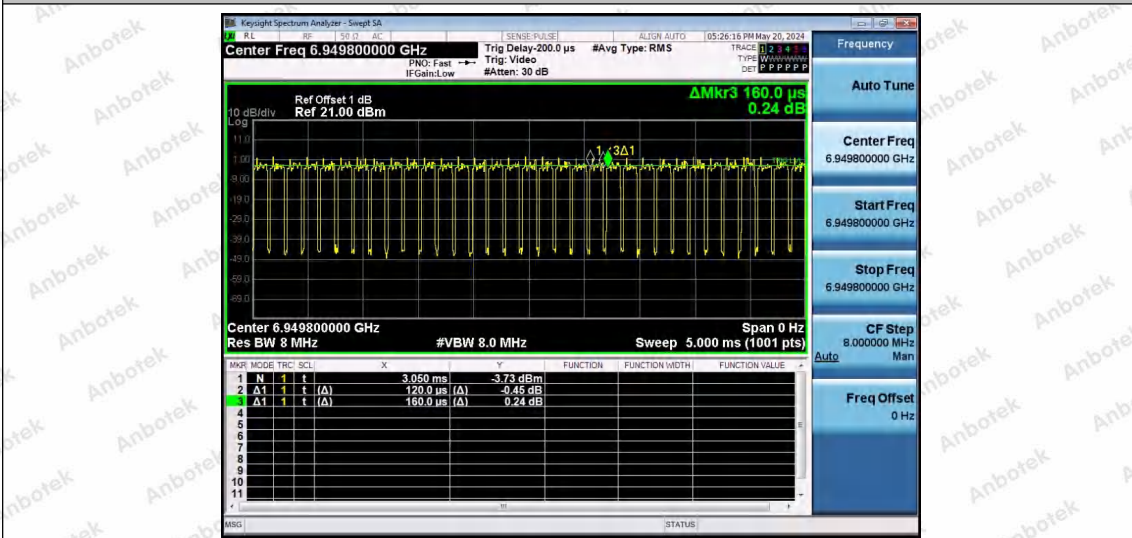 Keysight Spectrum Analyzer - Swept SA
RL RF 50 Ω AC SENSE:PULSE ALIGN AUTO 05:26:16 PM May 20, 2024
Center Freq 6.949800000 GHz
PNO: Fast
IFGain:Low
Trig Delay-200.0 µs
Trig: Video
#Atten: 30 dB
#Avg Type: RMS
TRACE 1 2 3 4 5 6
TYPE W
DET P P P P P P
ΔMkr3 160.0 µs
0.24 dB
Ref Offset 1 dB
10 dB/div Ref 21.00 dBm
Log
11.0
1.00
-9.00
-19.0
-29.0
-39.0
-49.0
-59.0
-69.0
1 3Δ1
Center 6.949800000 GHz Span 0 Hz
Res BW 8 MHz #VBW 8.0 MHz Sweep 5.000 ms (1001 pts)
MKR MODE TRC SCL X Y FUNCTION FUNCTION WIDTH FUNCTION VALUE
1 N 1 t 3.050 ms -3.73 dBm
2 Δ1 1 t (Δ) 120.0 µs (Δ) -0.45 dB
3 Δ1 1 t (Δ) 160.0 µs (Δ) 0.24 dB
4
5
6
7
8
9
10
11
MSG STATUS
Frequency
Auto Tune
Center Freq
6.949800000 GHz
Start Freq
6.949800000 GHz
Stop Freq
6.949800000 GHz
CF Step
8.000000 MHz
Auto Man
Freq Offset
0 Hz
Anbotek